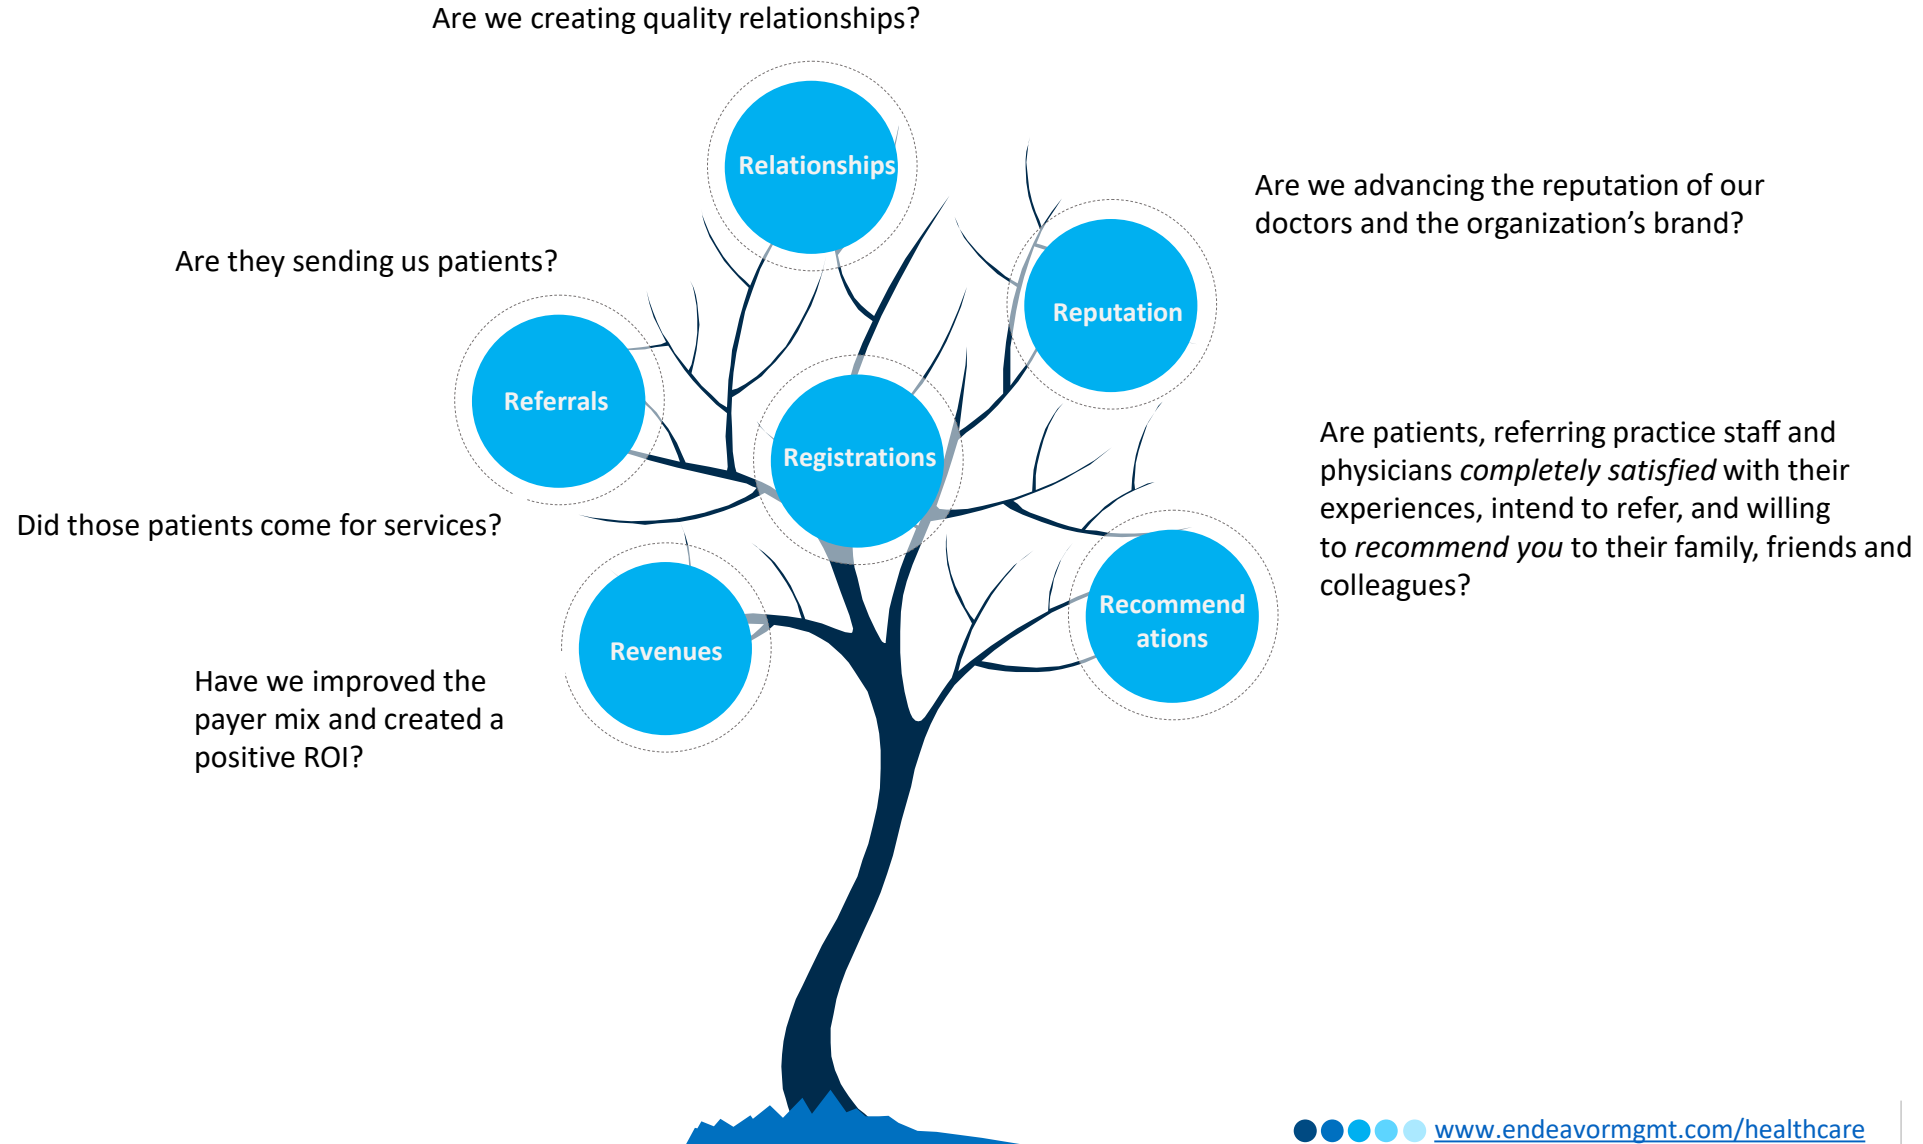 Are we creating quality relationships?
Relationships
Are we advancing the reputation of our
doctors and the organization's brand?
Are they sending us patients?
Reputation
Referrals
Registrations
Are patients, referring practice staff and
physicians completely satisfied with their
experiences, intend to refer, and willing
to recommend you to their family, friends and
colleagues?
Did those patients come for services?
Recommend
ations
Revenues
Have we improved the
payer mix and created a
positive ROI?
www.endeavormgmt.com/healthcare